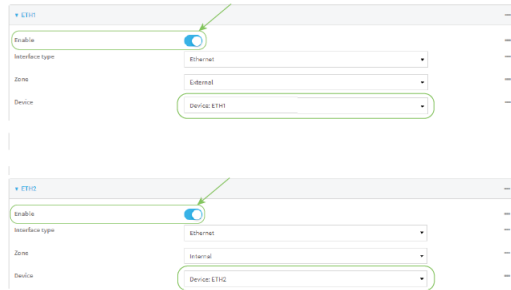 ▾ ETH1
Enable
Interface type
Ethernet
Zone
External
Device
Device: ETH1
▾ ETH2
Enable
Interface type
Ethernet
Zone
Internal
Device
Device: ETH2